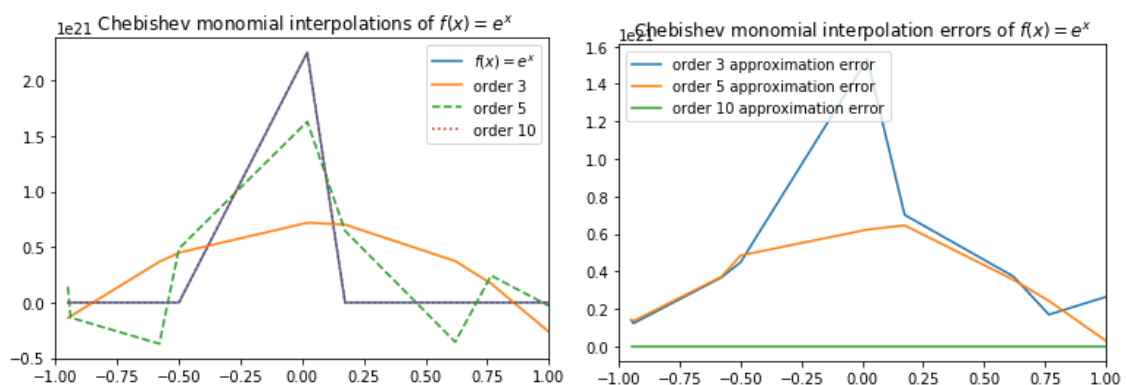 Chebishev monomial interpolations of f(x) = e^x
1e21
f(x) = e^x
order 3
order 5
order 10
2.0
1.5
1.0
0.5
0.0
−0.5
−1.00 −0.75 −0.50 −0.25 0.00 0.25 0.50 0.75 1.00
Chebishev monomial interpolation errors of f(x) = e^x
1e21
order 3 approximation error
order 5 approximation error
order 10 approximation error
1.6
1.4
1.2
1.0
0.8
0.6
0.4
0.2
0.0
−1.00 −0.75 −0.50 −0.25 0.00 0.25 0.50 0.75 1.00